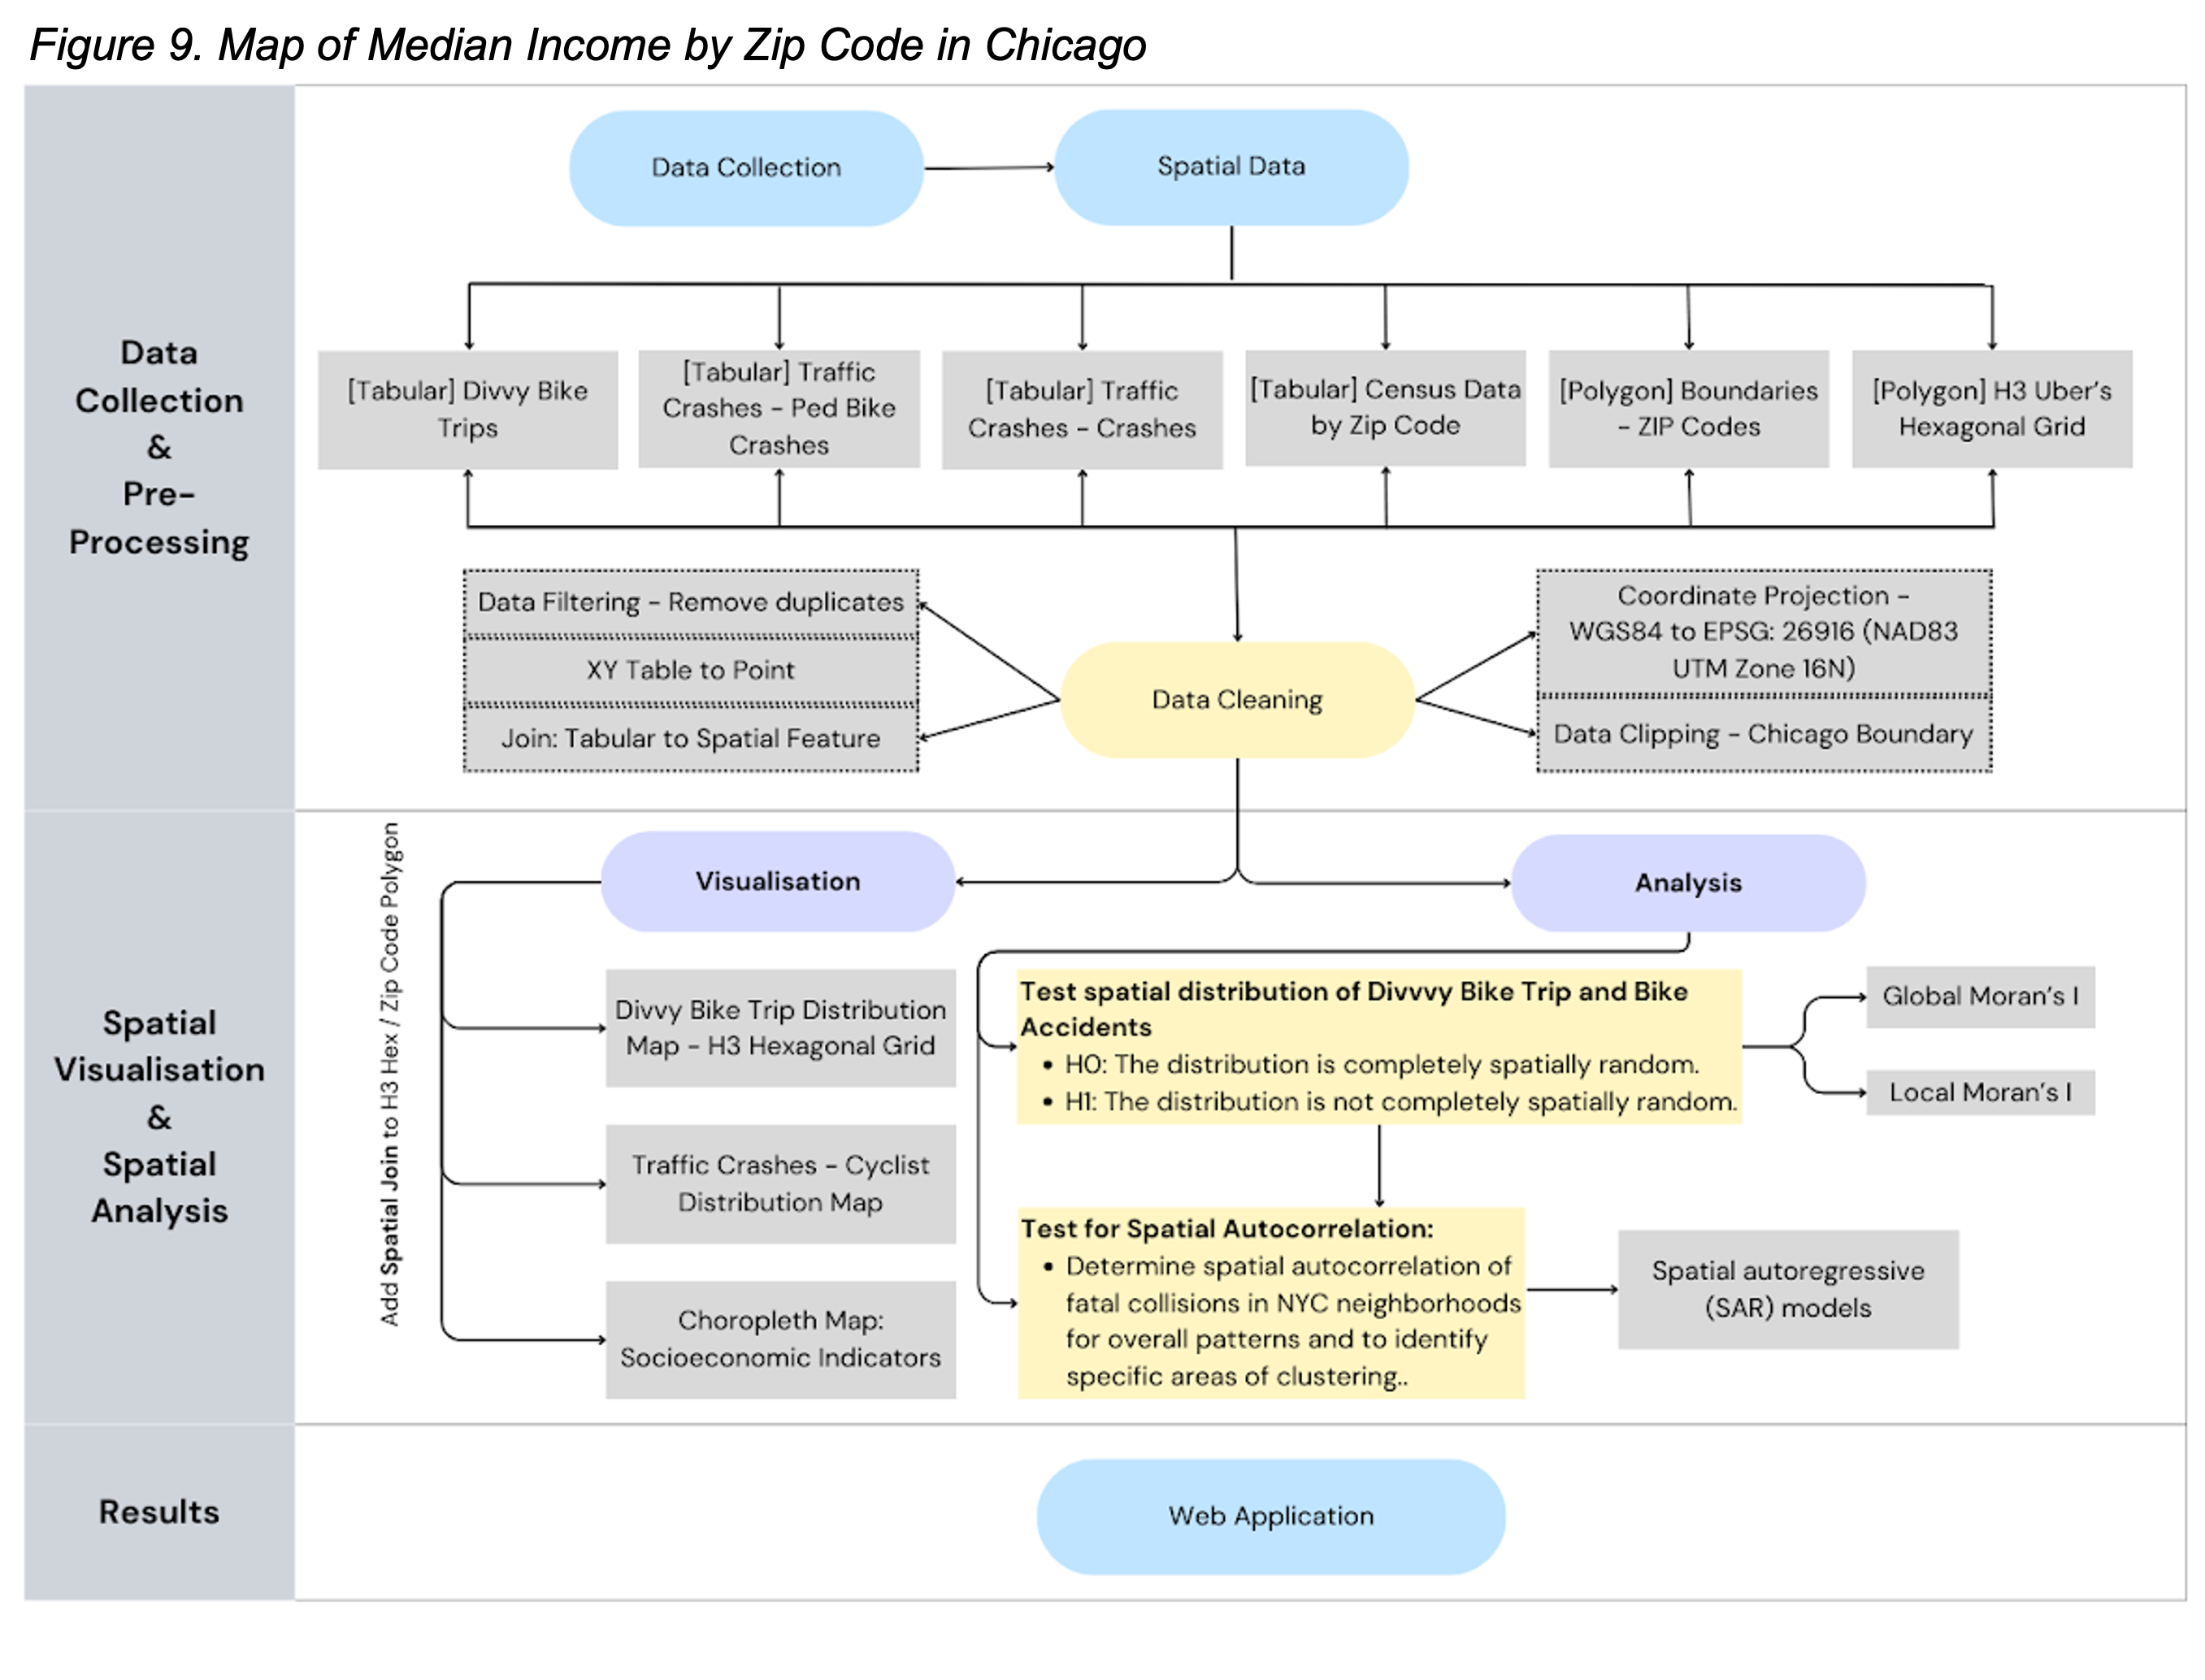 Figure 9. Map of Median Income by Zip Code in Chicago
Data
Collection
&
Pre-
Processing
Data Collection
Spatial Data
[Tabular] Divvy Bike
Trips
[Tabular] Traffic
Crashes - Ped Bike
Crashes
[Tabular] Traffic
Crashes - Crashes
[Tabular] Census Data
by Zip Code
[Polygon] Boundaries
- ZIP Codes
[Polygon] H3 Uber's
Hexagonal Grid
Data Filtering - Remove duplicates
XY Table to Point
Join: Tabular to Spatial Feature
Data Cleaning
Coordinate Projection -
WGS84 to EPSG: 26916 (NAD83
UTM Zone 16N)
Data Clipping - Chicago Boundary
Spatial
Visualisation
&
Spatial
Analysis
Add Spatial Join to H3 Hex / Zip Code Polygon
Visualisation
Divvy Bike Trip Distribution
Map - H3 Hexagonal Grid
Traffic Crashes - Cyclist
Distribution Map
Choropleth Map:
Socioeconomic Indicators
Analysis
Test spatial distribution of Divvvy Bike Trip and Bike
Accidents
• H0: The distribution is completely spatially random.
• H1: The distribution is not completely spatially random.
Global Moran's I
Local Moran's I
Test for Spatial Autocorrelation:
• Determine spatial autocorrelation of
fatal collisions in NYC neighborhoods
for overall patterns and to identify
specific areas of clustering..
Spatial autoregressive
(SAR) models
Results
Web Application